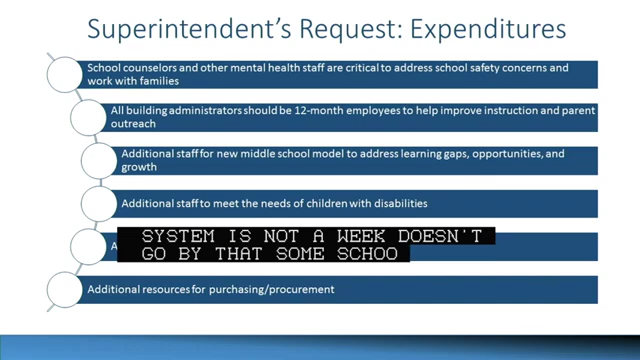 Superintendent's Request: Expenditures
School counselors and other mental health staff are critical to address school safety concerns and
work with families
All building administrators should be 12-month employees to help improve instruction and parent
outreach
Additional staff for new middle school model to address learning gaps, opportunities, and
growth
Additional staff to meet the needs of children with disabilities
SYSTEM IS NOT A WEEK DOESN'T
GO BY THAT SOME SCHOO
Additional resources for purchasing/procurement